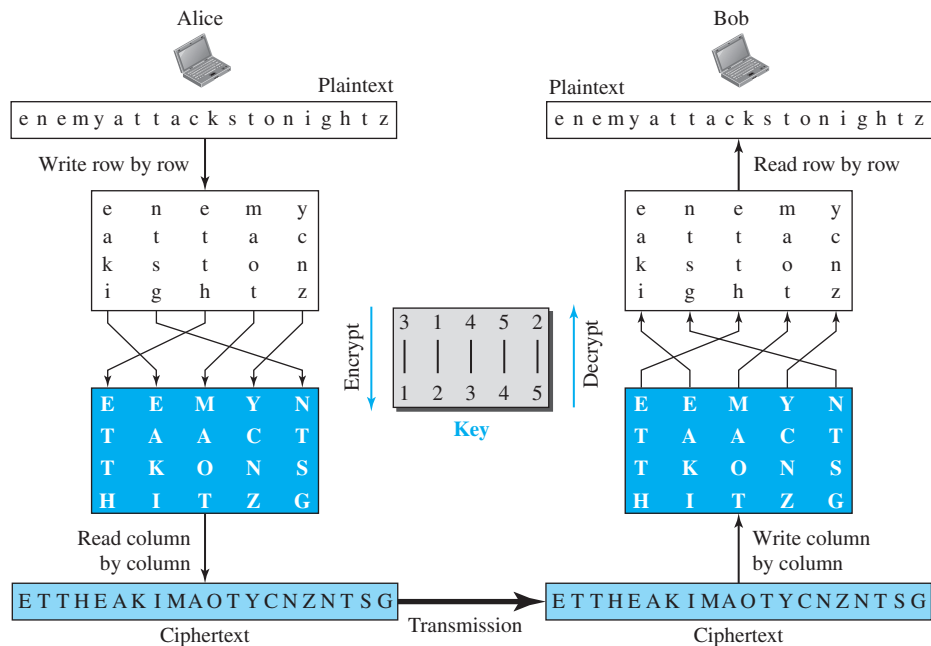 Alice
Bob
Plaintext
Plaintext
e n e m y a t t a c k s t o n i g h t z
e n e m y a t t a c k s t o n i g h t z
Write row by row
Read row by row
e n e m y
a t t a c
k s t o n
i g h t z
e n e m y
a t t a c
k s t o n
i g h t z
Encrypt
3 1 4 5 2
1 2 3 4 5
Decrypt
Key
E E M Y N
T A A C T
T K O N S
H I T Z G
E E M Y N
T A A C T
T K O N S
H I T Z G
Read column
by column
Write column
by column
E T T H E A K I M A O T Y C N Z N T S G
E T T H E A K I M A O T Y C N Z N T S G
Ciphertext
Transmission
Ciphertext